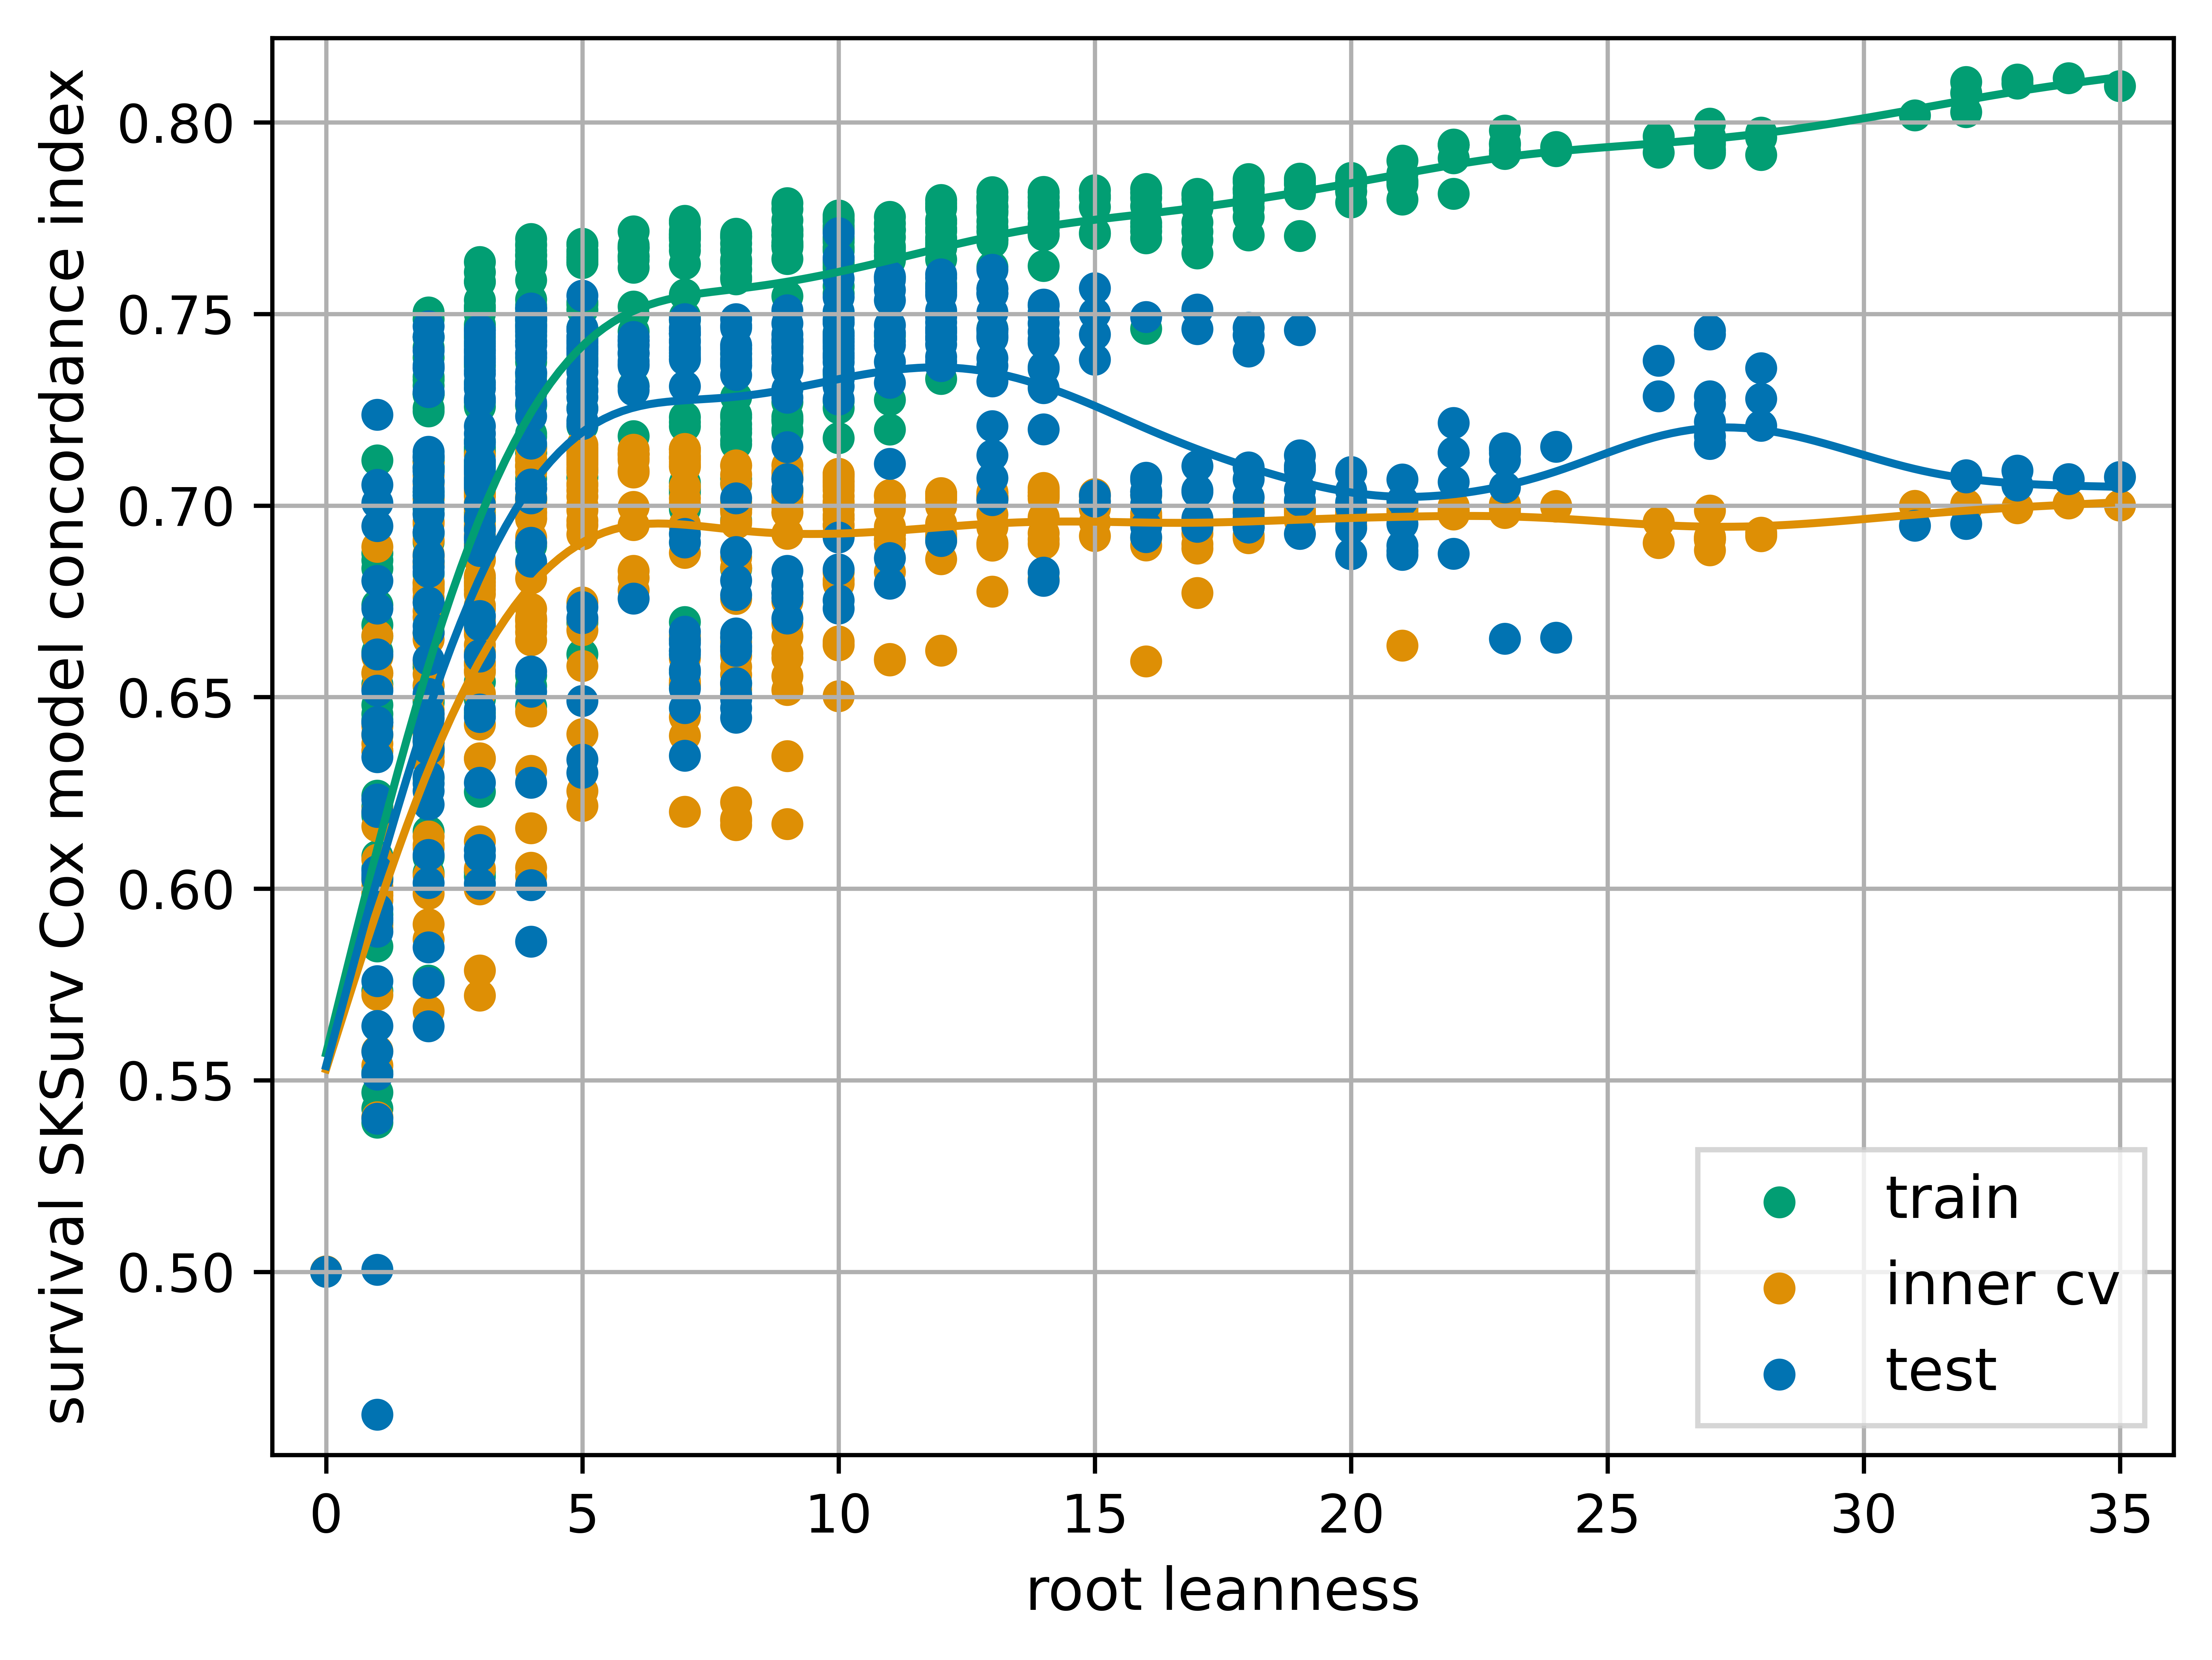 survival SKSurv Cox model concordance index
0.80
0.75
0.70
0.65
0.60
0.55
0.50
train
inner cv
test
0 5 10 15 20 25 30 35
root leanness